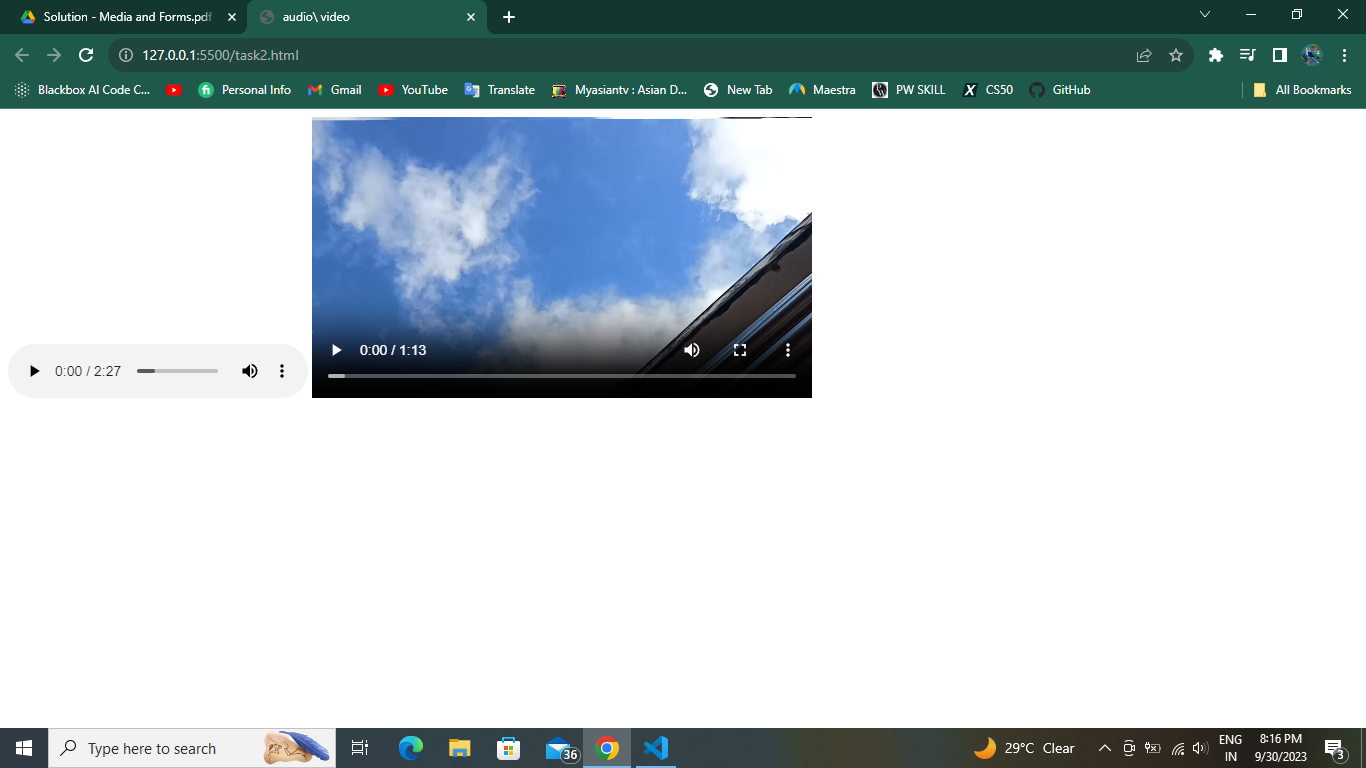 Solution - Media and Forms.pdf
audio\ video
127.0.0.1:5500/task2.html
Blackbox AI Code C... Personal Info Gmail YouTube Translate Myasiantv : Asian D... New Tab Maestra PW SKILL CS50 GitHub All Bookmarks
0:00 / 1:13
0:00 / 2:27
Type here to search
36
29°C Clear
ENG
IN
8:16 PM
9/30/2023
3